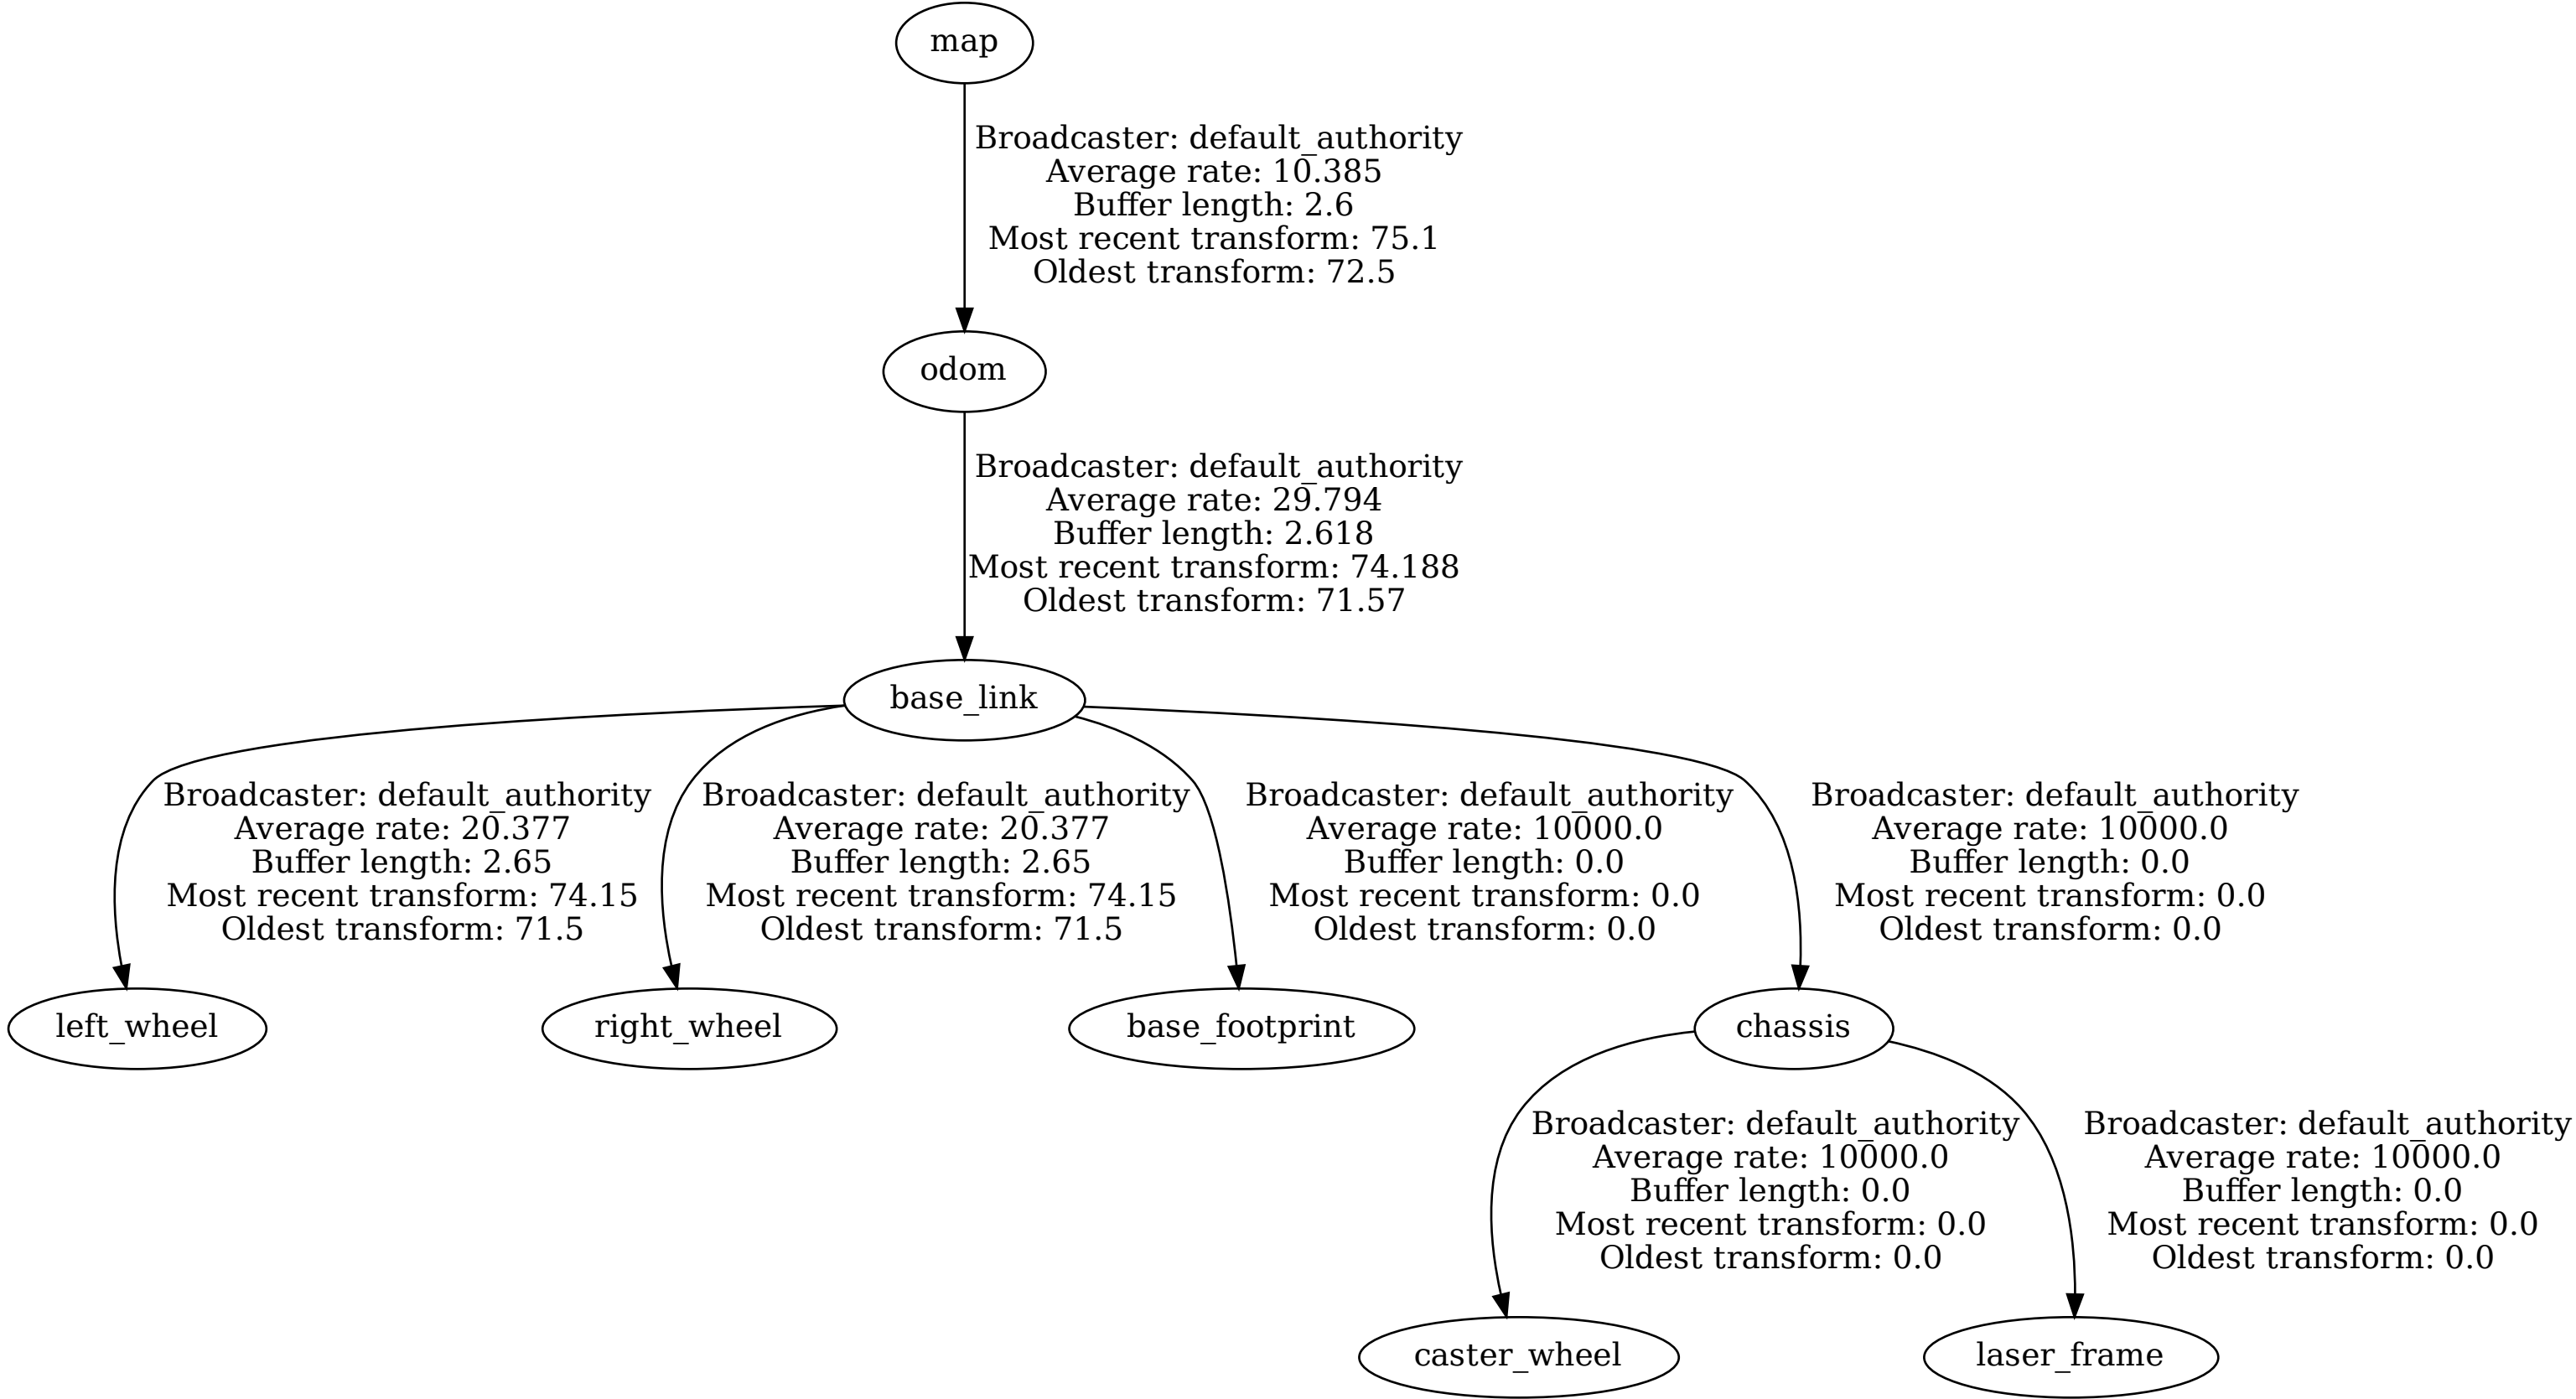 map
Broadcaster: default_authority
Average rate: 10.385
Buffer length: 2.6
Most recent transform: 75.1
Oldest transform: 72.5
odom
Broadcaster: default_authority
Average rate: 29.794
Buffer length: 2.618
Most recent transform: 74.188
Oldest transform: 71.57
base_link
Broadcaster: default_authority
Average rate: 20.377
Buffer length: 2.65
Most recent transform: 74.15
Oldest transform: 71.5
Broadcaster: default_authority
Average rate: 20.377
Buffer length: 2.65
Most recent transform: 74.15
Oldest transform: 71.5
Broadcaster: default_authority
Average rate: 10000.0
Buffer length: 0.0
Most recent transform: 0.0
Oldest transform: 0.0
Broadcaster: default_authority
Average rate: 10000.0
Buffer length: 0.0
Most recent transform: 0.0
Oldest transform: 0.0
left_wheel
right_wheel
base_footprint
chassis
Broadcaster: default_authority
Average rate: 10000.0
Buffer length: 0.0
Most recent transform: 0.0
Oldest transform: 0.0
Broadcaster: default_authority
Average rate: 10000.0
Buffer length: 0.0
Most recent transform: 0.0
Oldest transform: 0.0
caster_wheel
laser_frame